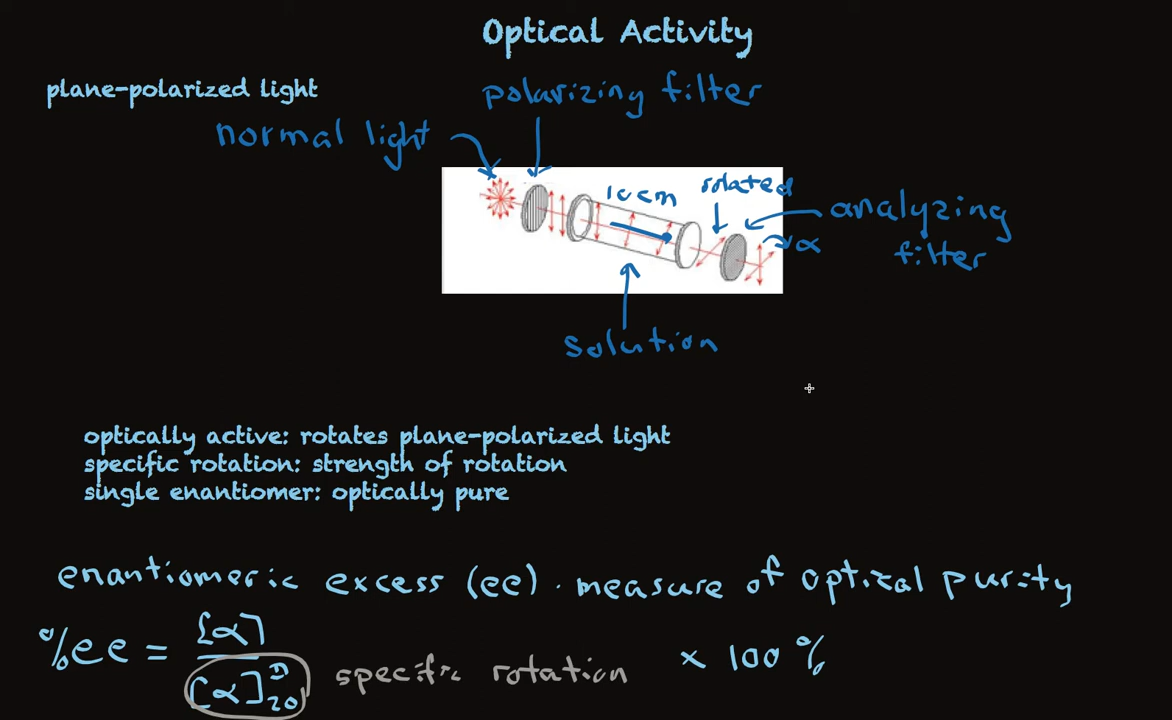 Optical Activity
plane-polarized light
polarizing filter
normal light
10cm
rotated
analyzing
filter
α
solution
optically active: rotates plane-polarized light
specific rotation: strength of rotation
single enantiomer: optically pure
enantiomeric excess (ee) · measure of optical purity
%ee = [α] / [α]D20 specific rotation × 100 %